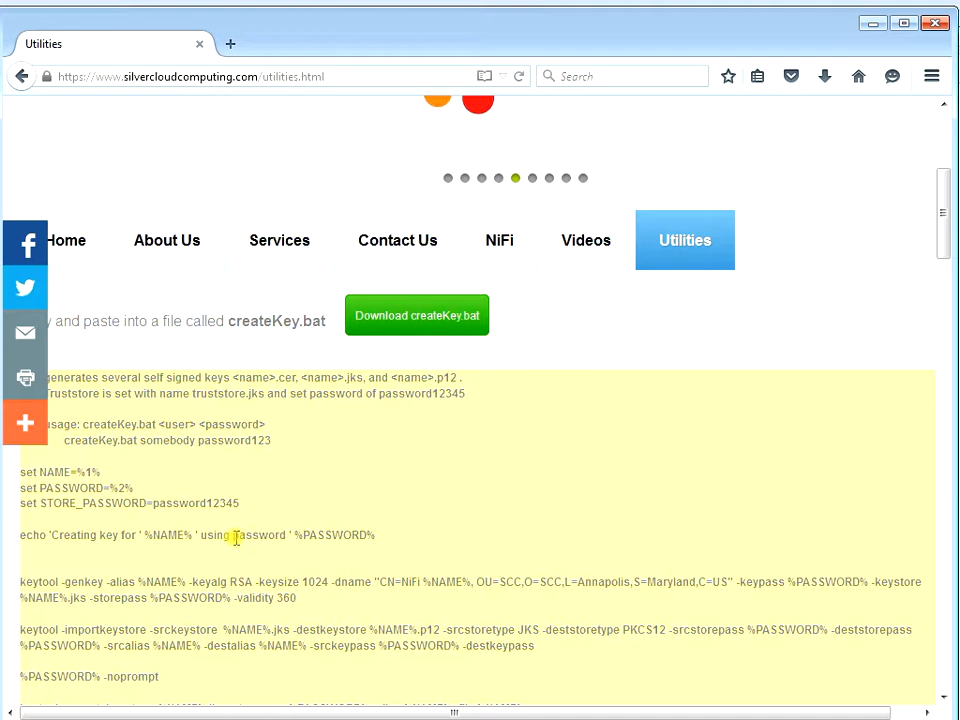 Utilities
https://www.silvercloudcomputing.com/utilities.html
Search
Home About Us Services Contact Us NiFi Videos Utilities
y and paste into a file called createKey.bat
Download createKey.bat
generates several self signed keys <name>.cer, <name>.jks, and <name>.p12 .
Truststore is set with name truststore.jks and set password of password12345
usage: createKey.bat <user> <password>
createKey.bat somebody password123
set NAME=%1%
set PASSWORD=%2%
set STORE_PASSWORD=password12345
echo 'Creating key for ' %NAME% ' using password ' %PASSWORD%
keytool -genkey -alias %NAME% -keyalg RSA -keysize 1024 -dname "CN=NiFi %NAME%, OU=SCC,O=SCC,L=Annapolis,S=Maryland,C=US" -keypass %PASSWORD% -keystore
%NAME%.jks -storepass %PASSWORD% -validity 360
keytool -importkeystore -srckeystore %NAME%.jks -destkeystore %NAME%.p12 -srcstoretype JKS -deststoretype PKCS12 -srcstorepass %PASSWORD% -deststorepass
%PASSWORD% -srcalias %NAME% -destalias %NAME% -srckeypass %PASSWORD% -destkeypass
%PASSWORD% -noprompt